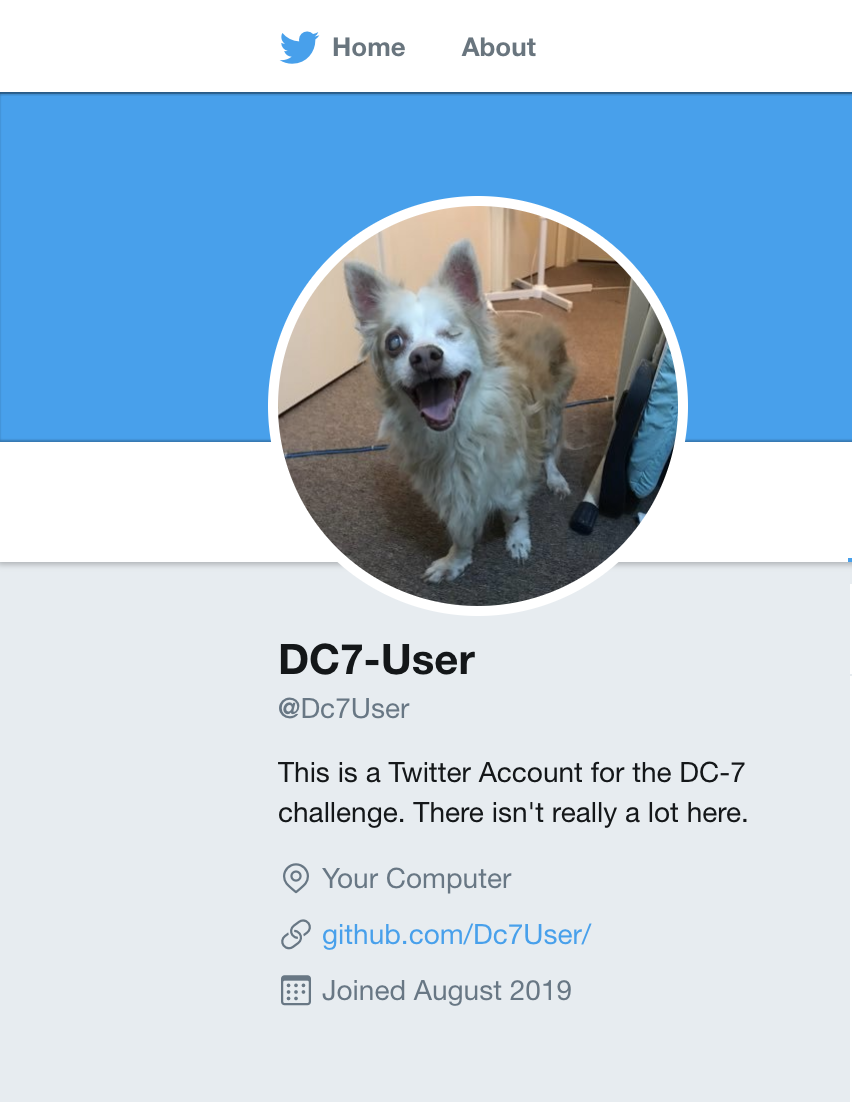 Home About
DC7-User
@Dc7User
This is a Twitter Account for the DC-7
challenge. There isn't really a lot here.
Your Computer
github.com/Dc7User/
Joined August 2019